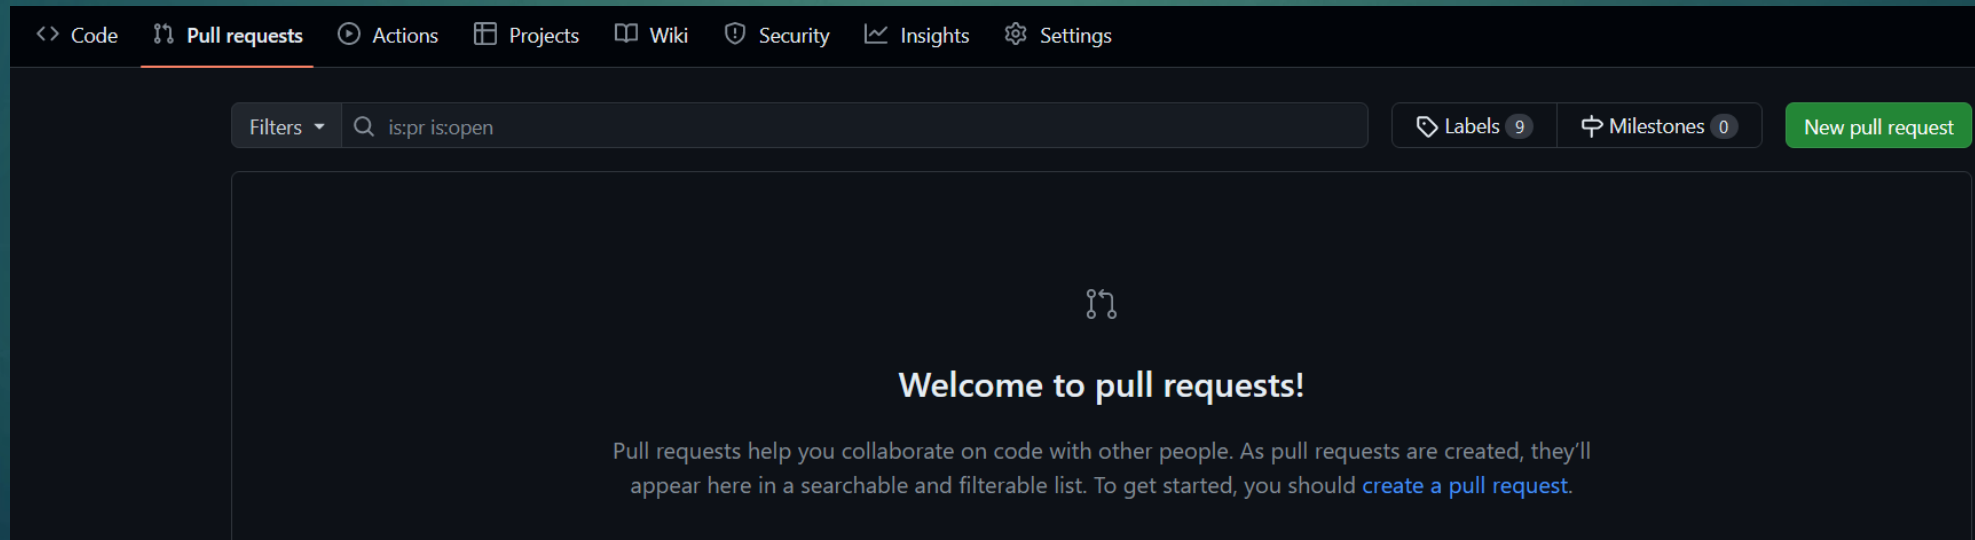 Code Pull requests Actions Projects Wiki Security Insights Settings
Filters is:pr is:open Labels 9 Milestones 0 New pull request
Welcome to pull requests!
Pull requests help you collaborate on code with other people. As pull requests are created, they’ll
appear here in a searchable and filterable list. To get started, you should create a pull request.